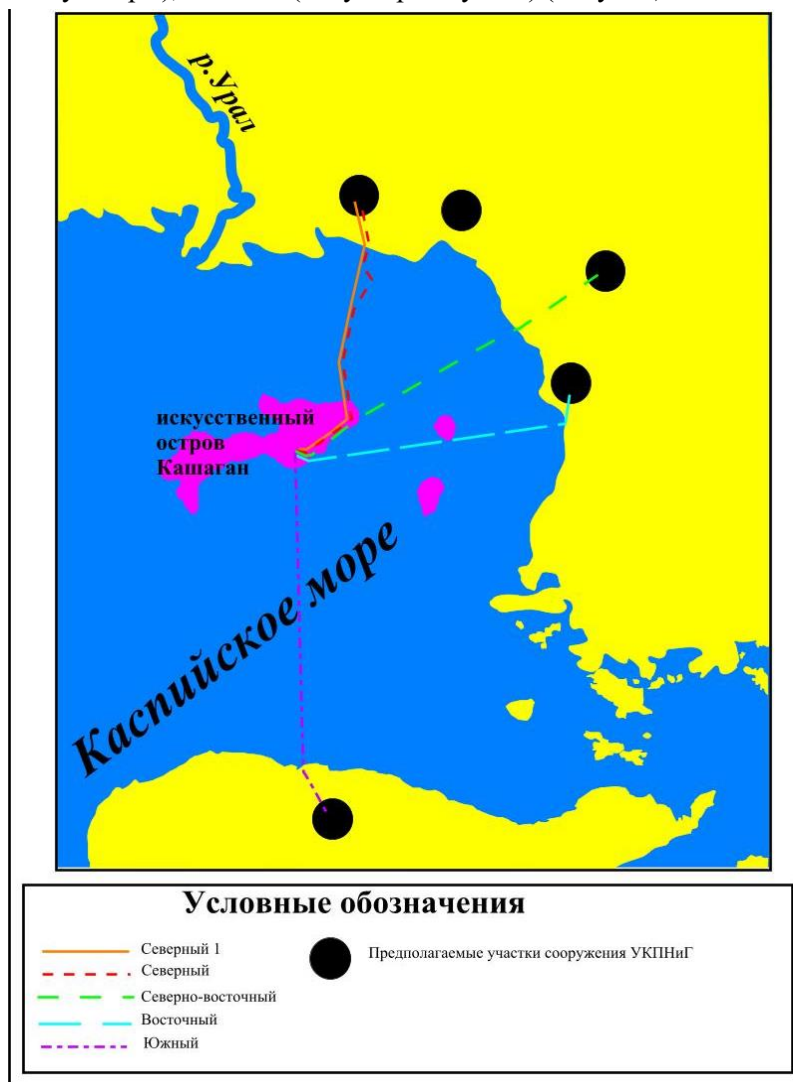 р. Урал
искусственный
остров
Кашаган
Каспийское море
Условные обозначения
Северный 1
Северный
Северно-восточный
Восточный
Южный
Предполагаемые участки сооружения УКПНиГ